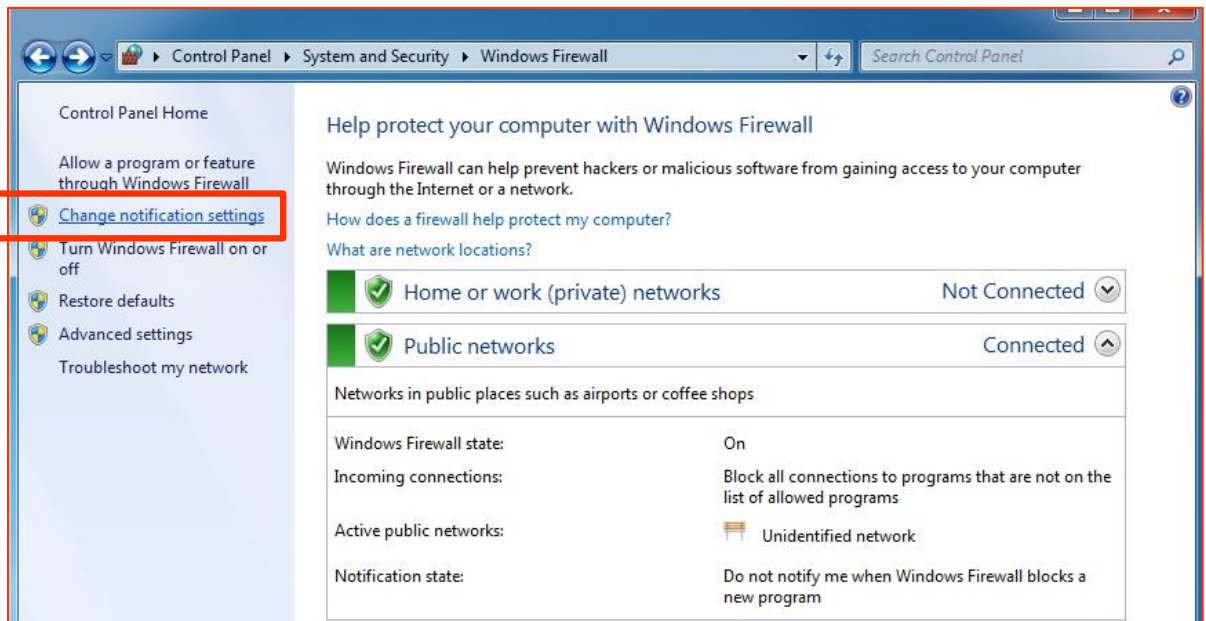 Control Panel ▸ System and Security ▸ Windows Firewall
Search Control Panel
Control Panel Home
Allow a program or feature
through Windows Firewall
Change notification settings
Turn Windows Firewall on or
off
Restore defaults
Advanced settings
Troubleshoot my network
Help protect your computer with Windows Firewall
Windows Firewall can help prevent hackers or malicious software from gaining access to your computer
through the Internet or a network.
How does a firewall help protect my computer?
What are network locations?
Home or work (private) networks Not Connected
Public networks Connected
Networks in public places such as airports or coffee shops
Windows Firewall state: On
Incoming connections: Block all connections to programs that are not on the
list of allowed programs
Active public networks: Unidentified network
Notification state: Do not notify me when Windows Firewall blocks a
new program